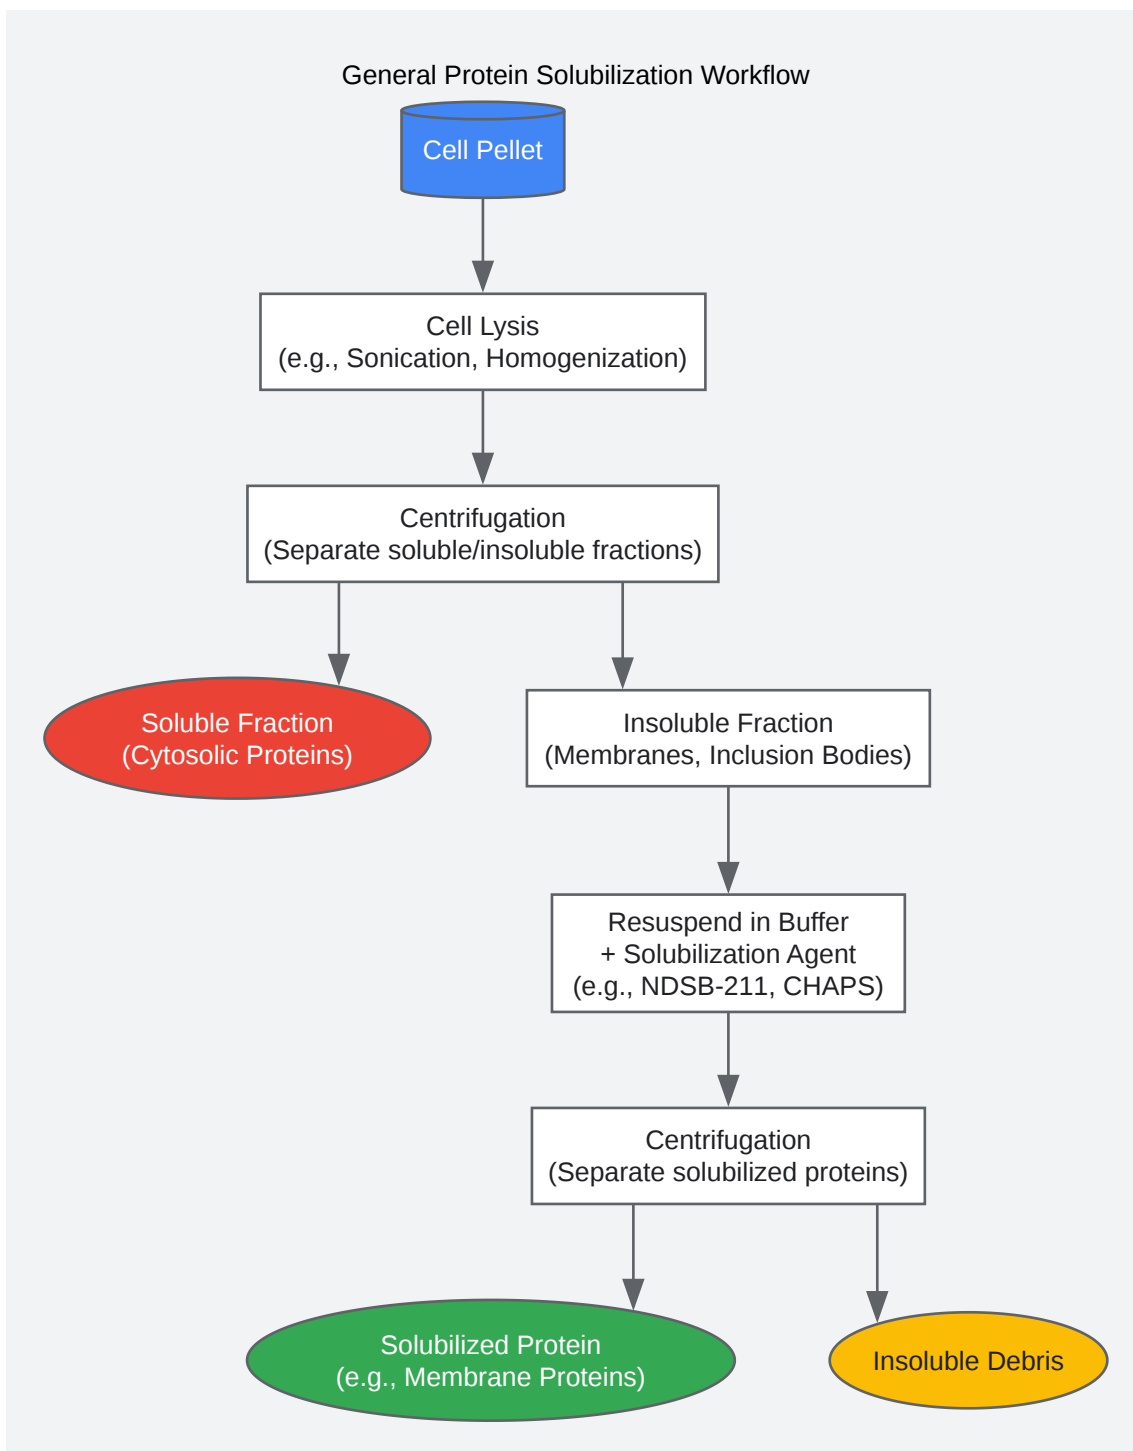 General Protein Solubilization Workflow
Cell Pellet
Cell Lysis
(e.g., Sonication, Homogenization)
Centrifugation
(Separate soluble/insoluble fractions)
Soluble Fraction
(Cytosolic Proteins)
Insoluble Fraction
(Membranes, Inclusion Bodies)
Resuspend in Buffer
+ Solubilization Agent
(e.g., NDSB-211, CHAPS)
Centrifugation
(Separate solubilized proteins)
Solubilized Protein
(e.g., Membrane Proteins)
Insoluble Debris